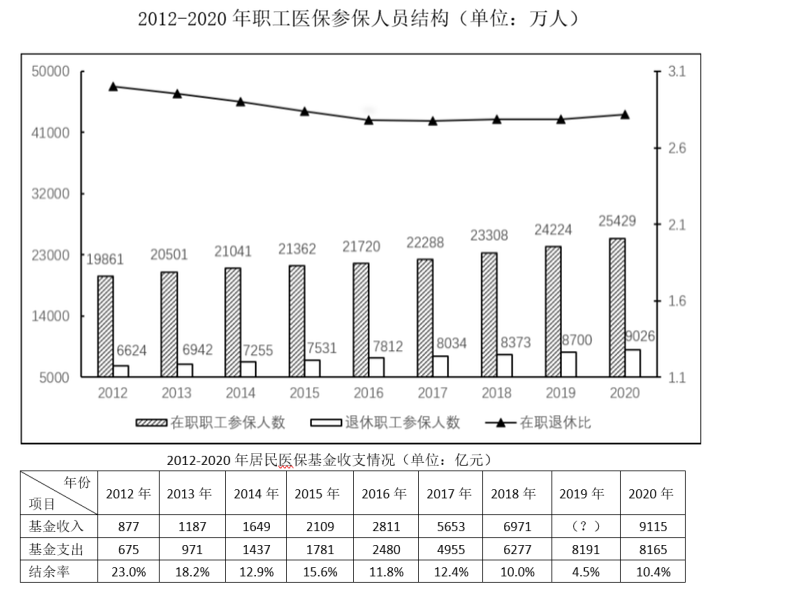 2012-2020 年职工医保参保人员结构（单位：万人）
50000
41000
32000
23000
14000
5000
3.1
2.6
2.1
1.6
1.1
19861 20501 21041 21362 21720 22288 23308 24224 25429
6624 6942 7255 7531 7812 8034 8373 8700 9026
2012 2013 2014 2015 2016 2017 2018 2019 2020
在职职工参保人数 退休职工参保人数 在职退休比
2012-2020 年居民医保基金收支情况（单位：亿元）
年份 项目 2012 年 2013 年 2014 年 2015 年 2016 年 2017 年 2018 年 2019 年 2020 年
基金收入 877 1187 1649 2109 2811 5653 6971 （？） 9115
基金支出 675 971 1437 1781 2480 4955 6277 8191 8165
结余率 23.0% 18.2% 12.9% 15.6% 11.8% 12.4% 10.0% 4.5% 10.4%